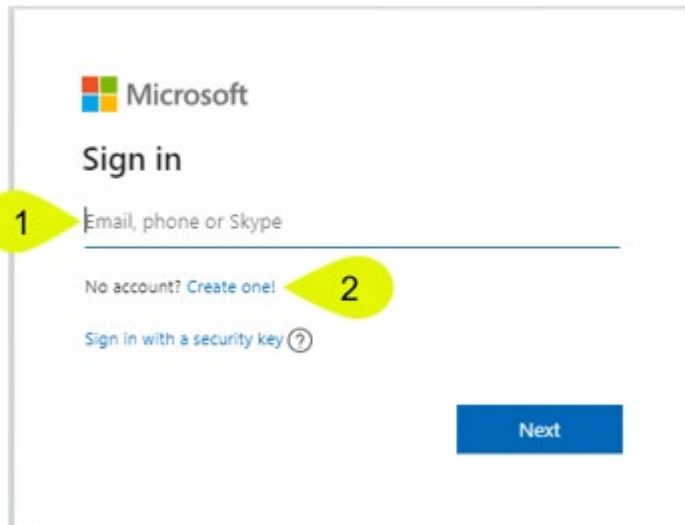 Microsoft
Sign in
1
Email, phone or Skype
No account? Create one!
2
Sign in with a security key ?
Next